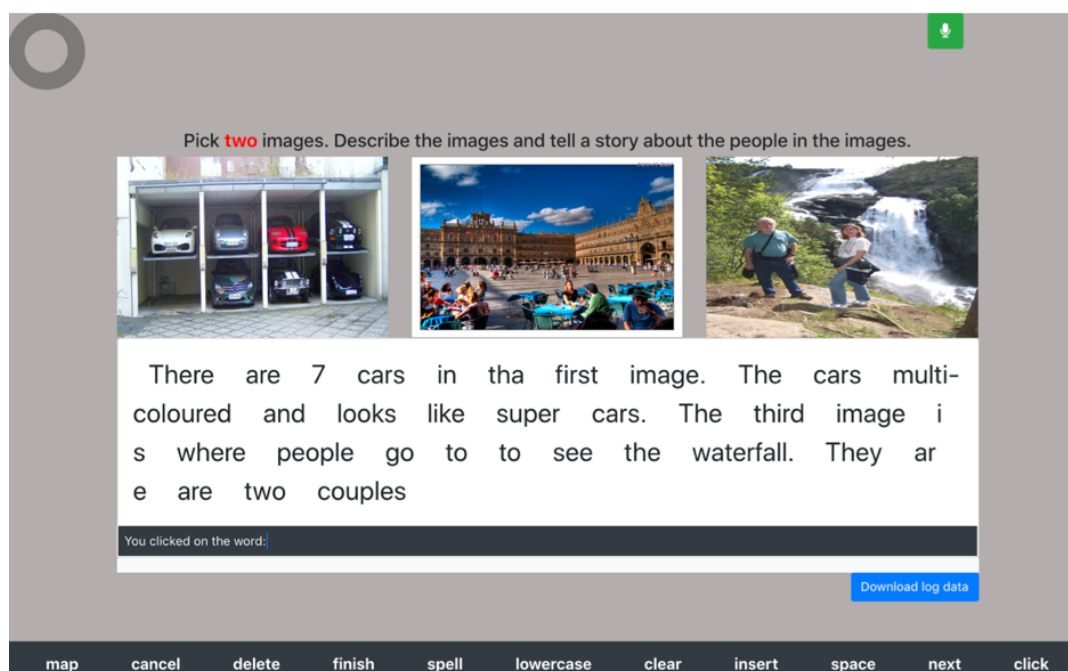 Pick two images. Describe the images and tell a story about the people in the images.
There are 7 cars in tha first image. The cars multi-
coloured and looks like super cars. The third image i
s where people go to to see the waterfall. They ar
e are two couples
You clicked on the word:
Download log data
map cancel delete finish spell lowercase clear insert space next click